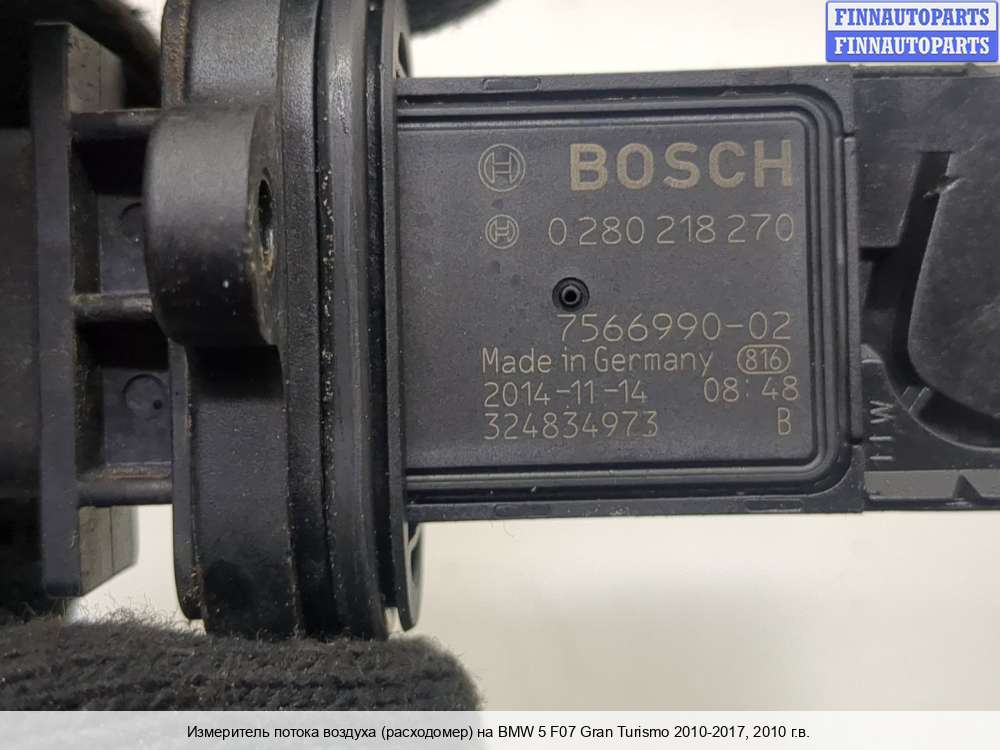 FINNAUTOPARTS
FINNAUTOPARTS
BOSCH
0 280 218 270
7566990-02
Made in Germany 816
2014-11-14 08:48
324834973 B
11W
Измеритель потока воздуха (расходомер) на BMW 5 F07 Gran Turismo 2010-2017, 2010 г.в.